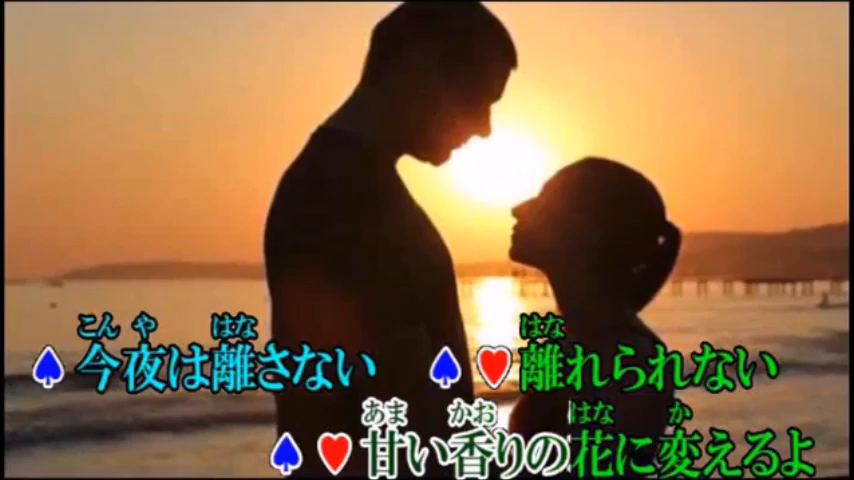 こんや はな はな
♠今夜は離さない ♠♥離れられない
あま かお はな か
♠♥甘い香りの花に変えるよ